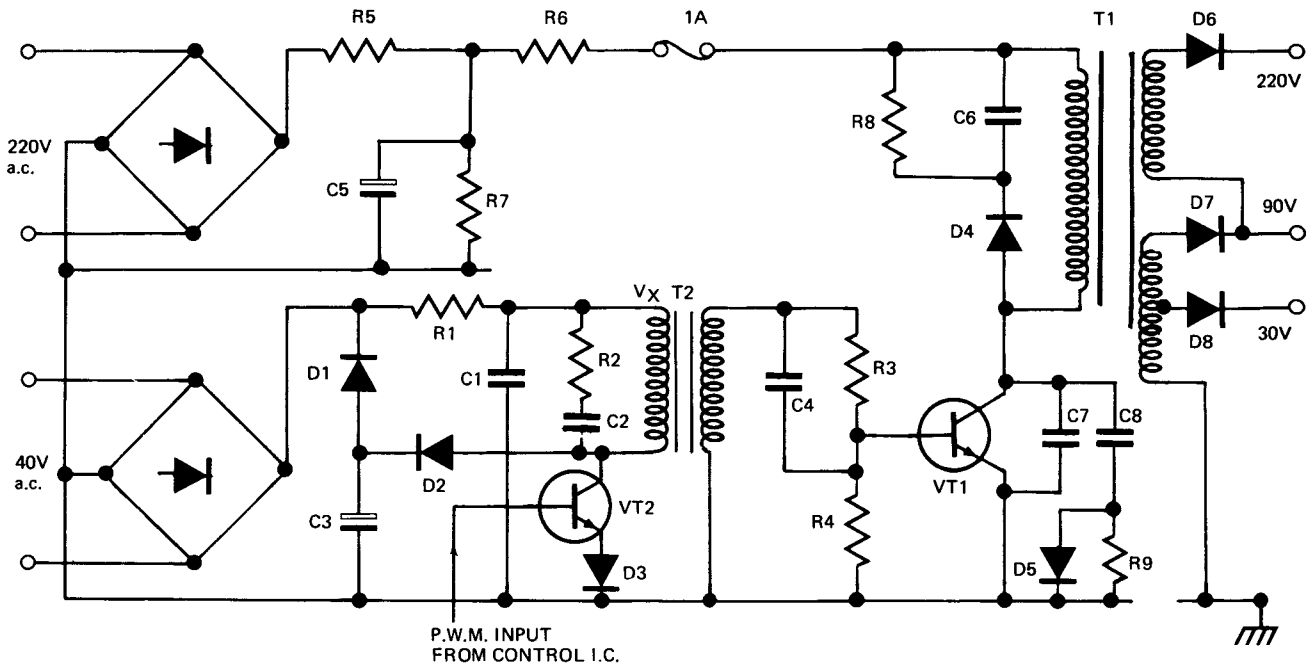 R5
R6
1A
T1
D6
220V
220V
a.c.
C5
R7
R8
C6
D4
D7
90V
D8
30V
VX
T2
R1
D1
C1
R2
C2
D2
C3
VT2
D3
C4
R3
R4
VT1
C7
C8
D5
R9
40V
a.c.
P.W.M. INPUT
FROM CONTROL I.C.